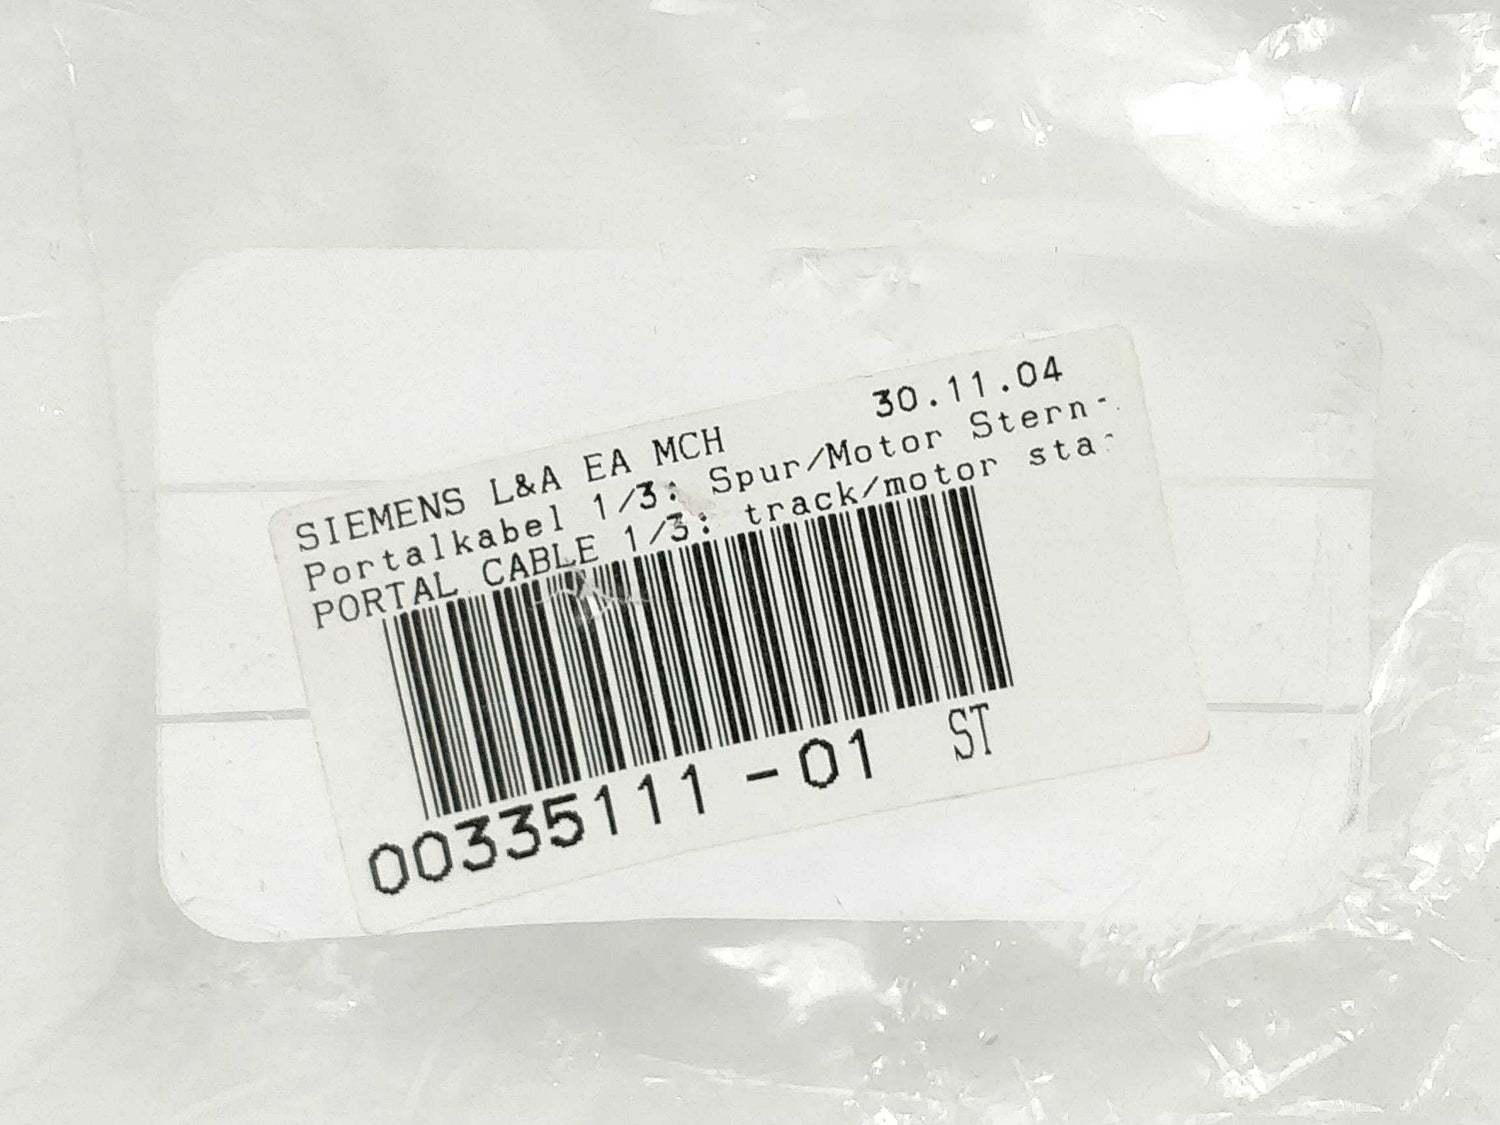 30.11.04
SIEMENS L&A EA MCH
Portalkabel 1/3: Spur/Motor Stern-
PORTAL CABLE 1/3: track/motor sta-
00335111-01 ST